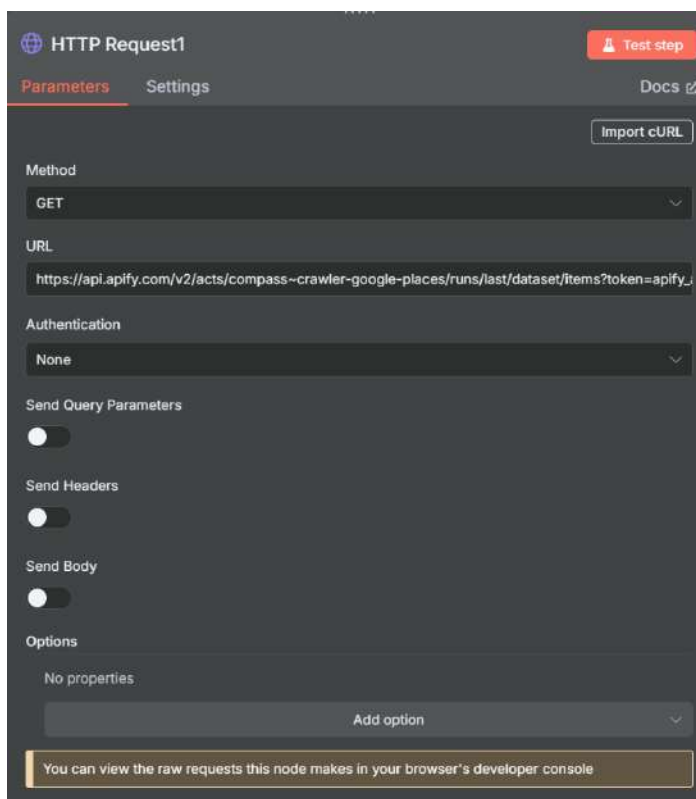 HTTP Request1
Test step
Parameters
Settings
Docs
Import cURL
Method
GET
URL
https://api.apify.com/v2/acts/compass~crawler-google-places/runs/last/dataset/items?token=apify_
Authentication
None
Send Query Parameters
Send Headers
Send Body
Options
No properties
Add option
You can view the raw requests this node makes in your browser's developer console